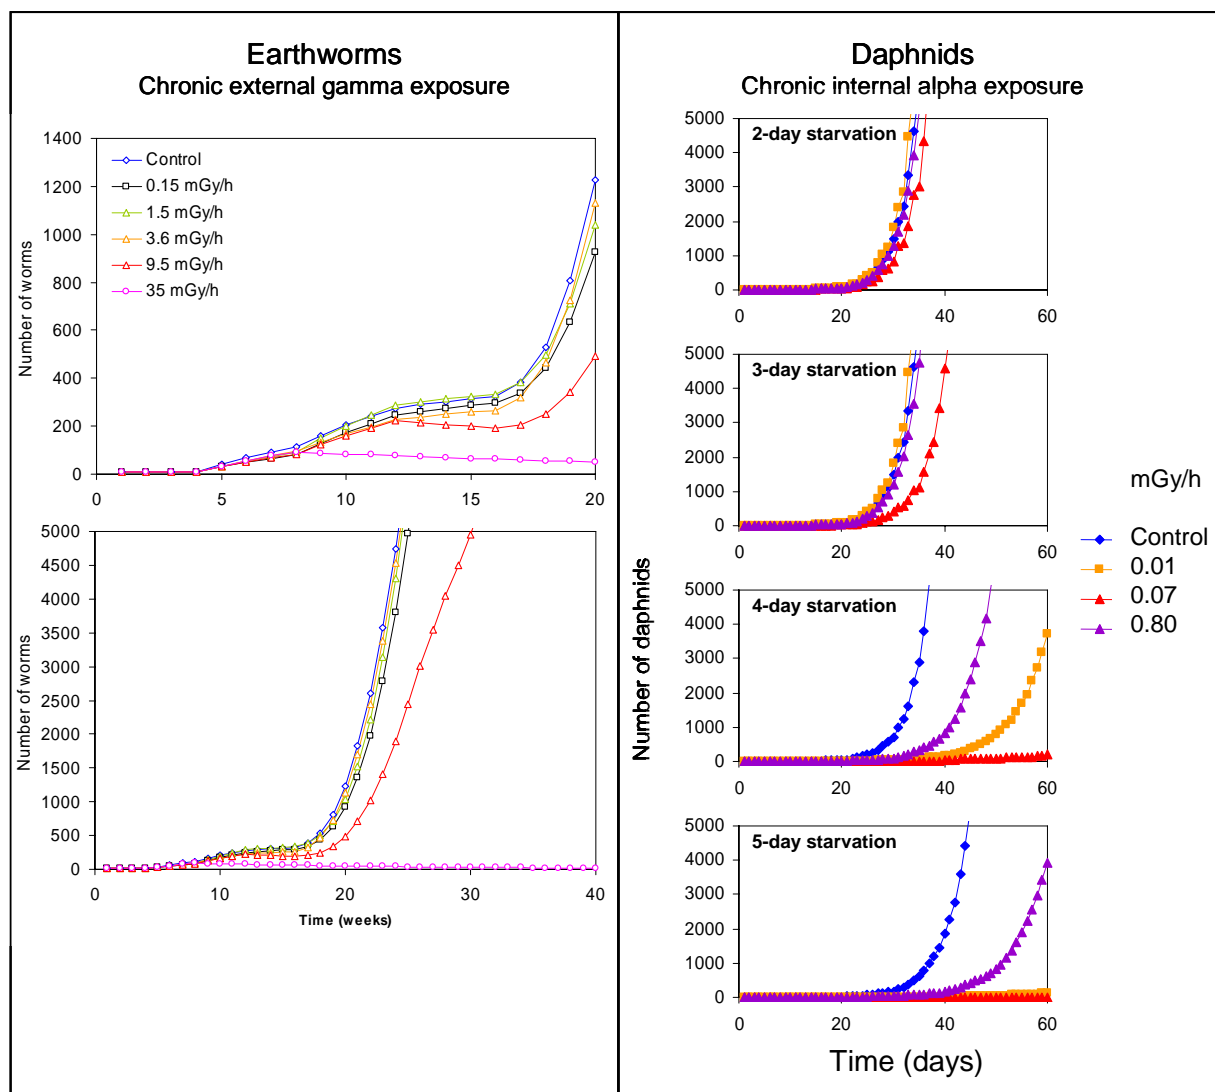 Earthworms
Chronic external gamma exposure
1400
1200
1000
800
600
400
200
0
Number of worms
Control
0.15 mGy/h
1.5 mGy/h
3.6 mGy/h
9.5 mGy/h
35 mGy/h
0 5 10 15 20
5000
4500
4000
3500
3000
2500
2000
1500
1000
500
0
Number of worms
0 10 20 30 40
Time (weeks)
Daphnids
Chronic internal alpha exposure
2-day starvation
5000
4000
3000
2000
1000
0
0 20 40 60
3-day starvation
5000
4000
3000
2000
1000
0
0 20 40 60
4-day starvation
5000
4000
3000
2000
1000
0
0 20 40 60
5-day starvation
5000
4000
3000
2000
1000
0
0 20 40 60
Number of daphnids
Time (days)
mGy/h
Control
0.01
0.07
0.80